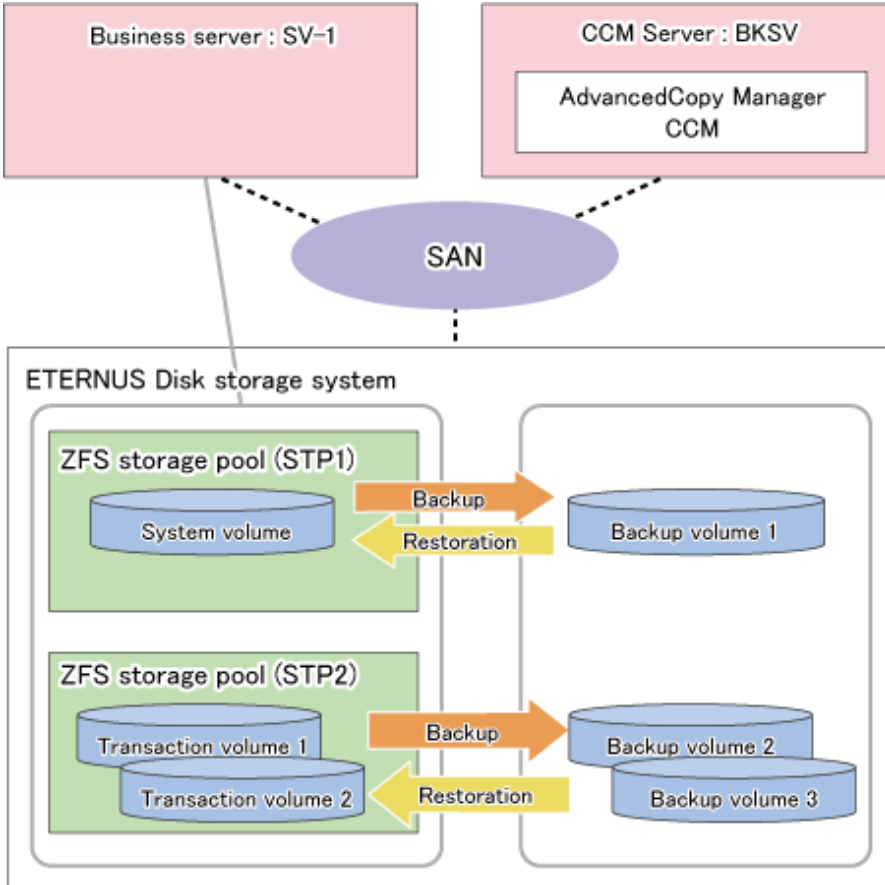 Business server : SV-1
CCM Server : BKSV
AdvancedCopy Manager
CCM
SAN
ETERNUS Disk storage system
ZFS storage pool (STP1)
System volume
Backup
Restoration
Backup volume 1
ZFS storage pool (STP2)
Transaction volume 1
Transaction volume 2
Backup
Restoration
Backup volume 2
Backup volume 3